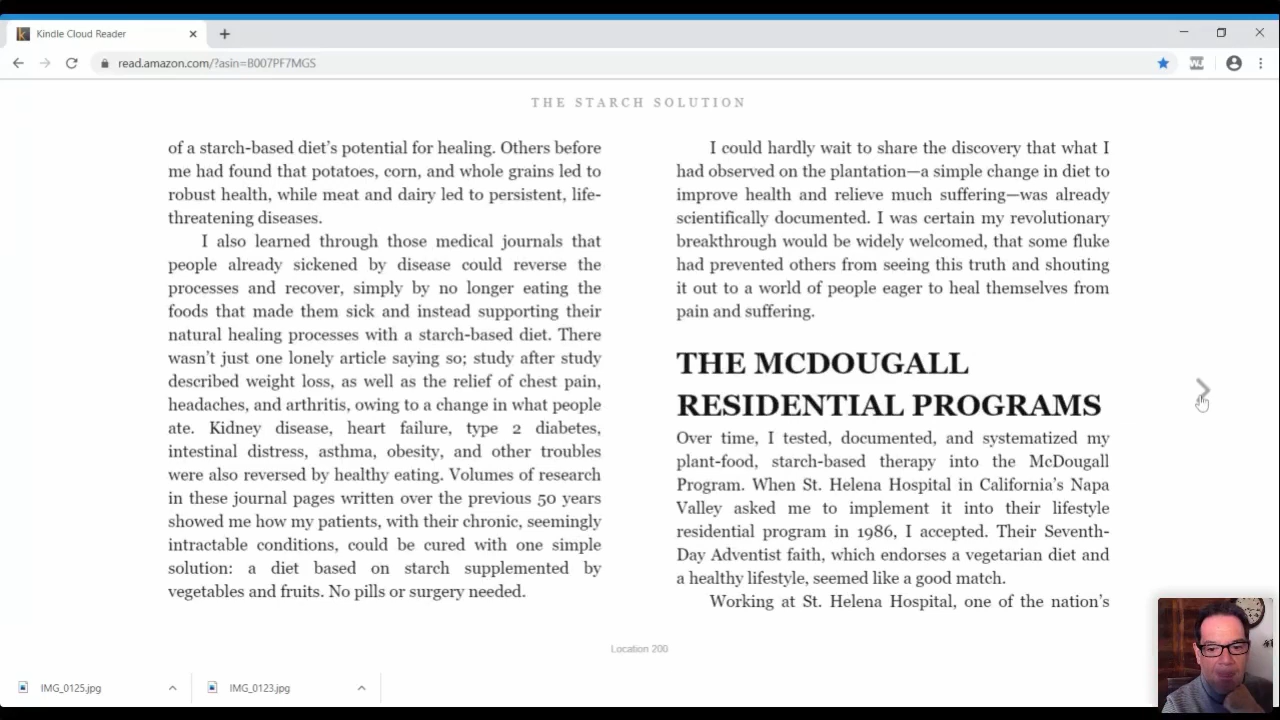 Kindle Cloud Reader
read.amazon.com/?asin=B007PF7MGS
THE STARCH SOLUTION
of a starch-based diet's potential for healing. Others before
me had found that potatoes, corn, and whole grains led to
robust health, while meat and dairy led to persistent, life-
threatening diseases.
I also learned through those medical journals that
people already sickened by disease could reverse the
processes and recover, simply by no longer eating the
foods that made them sick and instead supporting their
natural healing processes with a starch-based diet. There
wasn't just one lonely article saying so; study after study
described weight loss, as well as the relief of chest pain,
headaches, and arthritis, owing to a change in what people
ate. Kidney disease, heart failure, type 2 diabetes,
intestinal distress, asthma, obesity, and other troubles
were also reversed by healthy eating. Volumes of research
in these journal pages written over the previous 50 years
showed me how my patients, with their chronic, seemingly
intractable conditions, could be cured with one simple
solution: a diet based on starch supplemented by
vegetables and fruits. No pills or surgery needed.
I could hardly wait to share the discovery that what I
had observed on the plantation—a simple change in diet to
improve health and relieve much suffering—was already
scientifically documented. I was certain my revolutionary
breakthrough would be widely welcomed, that some fluke
had prevented others from seeing this truth and shouting
it out to a world of people eager to heal themselves from
pain and suffering.
THE MCDOUGALL
RESIDENTIAL PROGRAMS
Over time, I tested, documented, and systematized my
plant-food, starch-based therapy into the McDougall
Program. When St. Helena Hospital in California's Napa
Valley asked me to implement it into their lifestyle
residential program in 1986, I accepted. Their Seventh-
Day Adventist faith, which endorses a vegetarian diet and
a healthy lifestyle, seemed like a good match.
Working at St. Helena Hospital, one of the nation's
Location 200
IMG_0125.jpg
IMG_0123.jpg